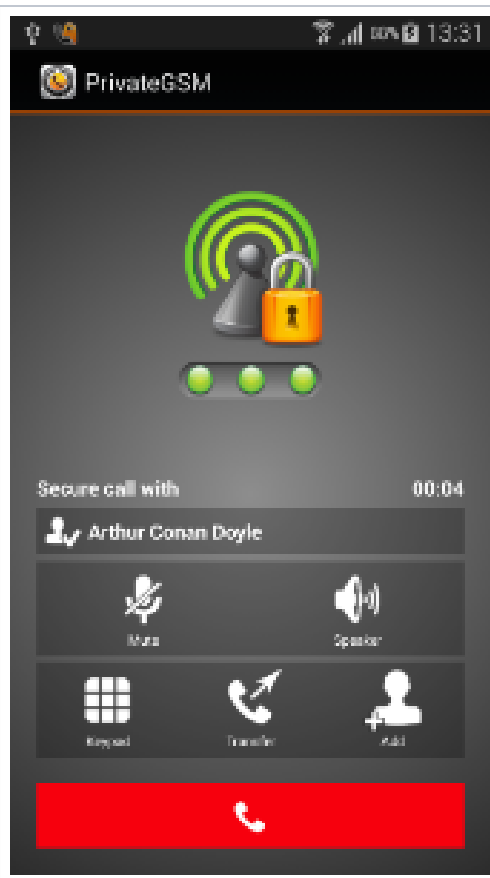 13:31
PrivateGSM
Secure call with 00:04
Arthur Conan Doyle
Mute Speaker
Keypad Transfer Add